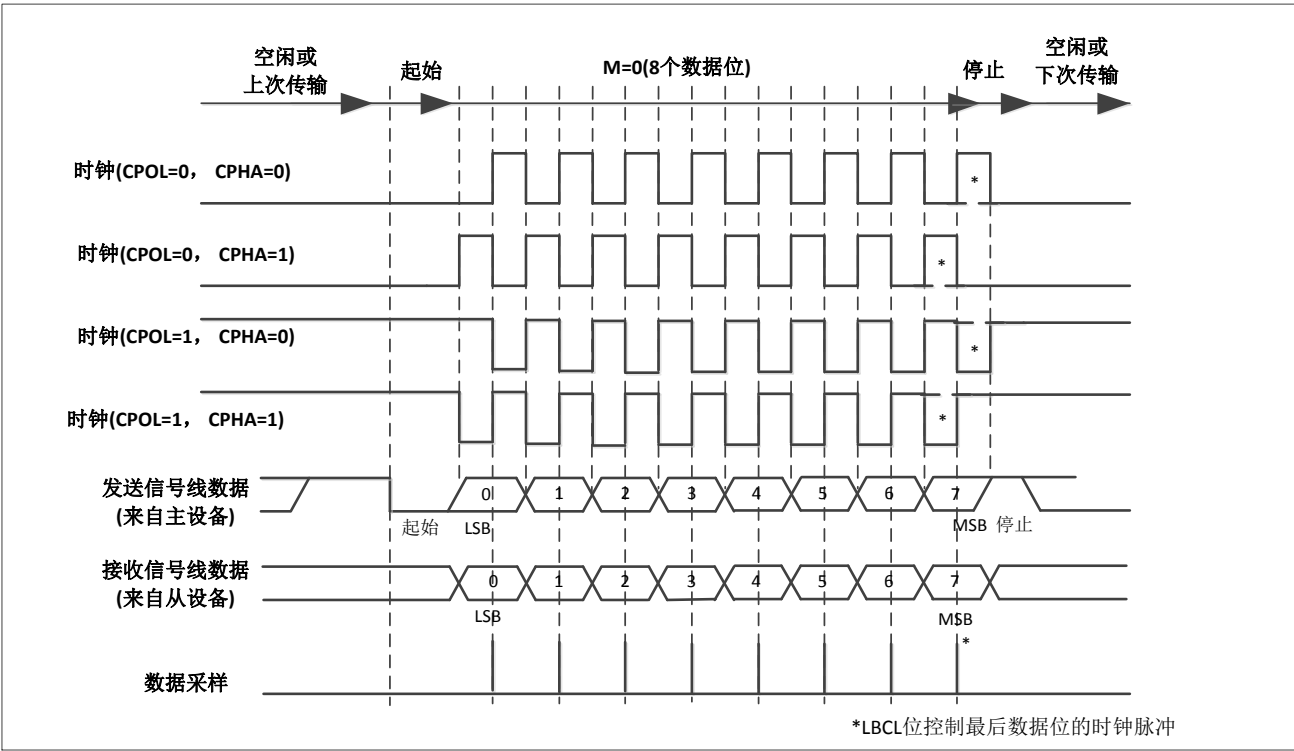 空闲或
上次传输
起始
M=0(8个数据位)
停止
空闲或
下次传输
时钟(CPOL=0, CPHA=0)
*
时钟(CPOL=0, CPHA=1)
*
时钟(CPOL=1, CPHA=0)
*
时钟(CPOL=1, CPHA=1)
*
发送信号线数据
(来自主设备)
0 1 2 3 4 5 6 7
起始 LSB MSB 停止
接收信号线数据
(来自从设备)
0 1 2 3 4 5 6 7
LSB MSB
*
数据采样
*LBCL位控制最后数据位的时钟脉冲